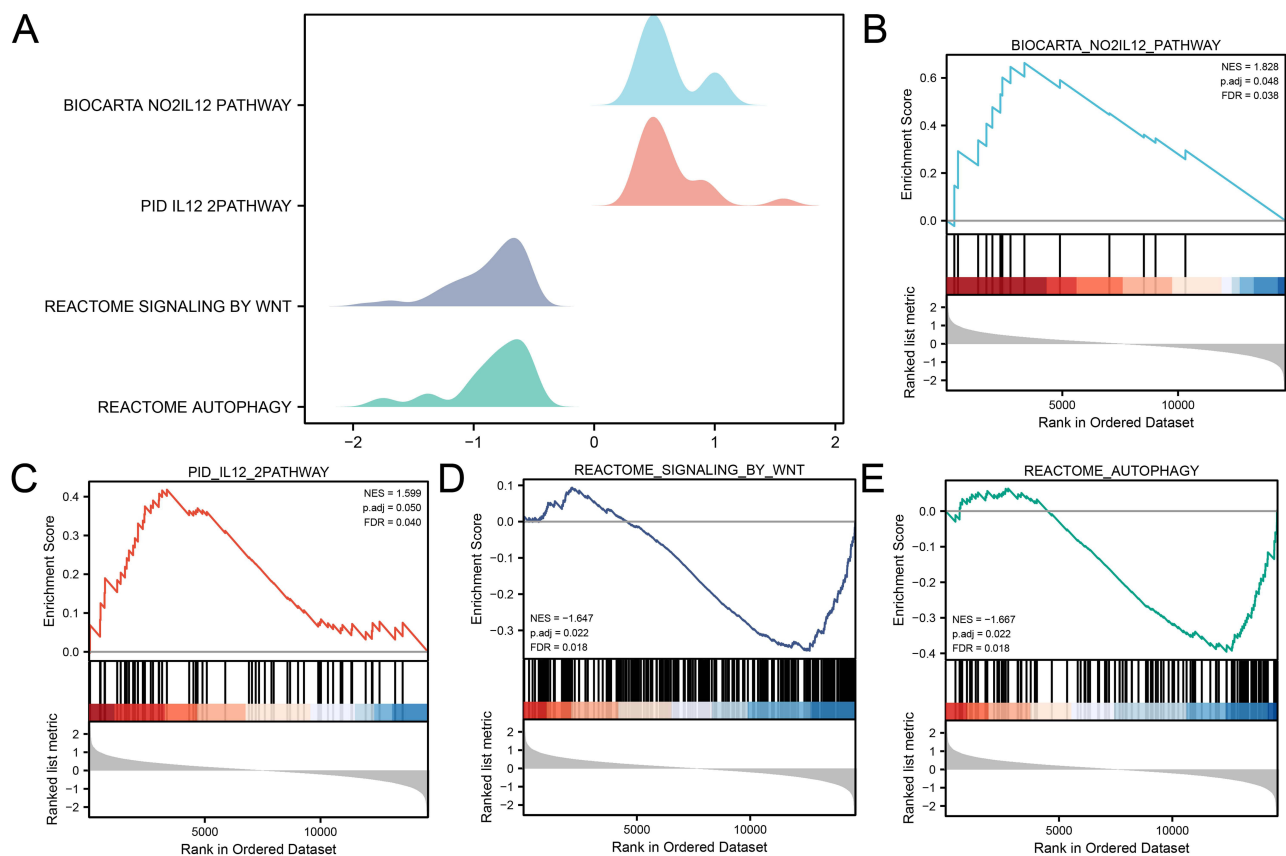 A
BIOCARTA NO2IL12 PATHWAY
PID IL12 2PATHWAY
REACTOME SIGNALING BY WNT
REACTOME AUTOPHAGY
−2 −1 0 1 2
B
BIOCARTA_NO2IL12_PATHWAY
NES = 1.828
p.adj = 0.048
FDR = 0.038
Enrichment Score
0.6
0.4
0.2
0.0
Ranked list metric
2
1
0
−1
−2
5000 10000
Rank in Ordered Dataset
C
PID_IL12_2PATHWAY
NES = 1.599
p.adj = 0.050
FDR = 0.040
Enrichment Score
0.4
0.3
0.2
0.1
0.0
Ranked list metric
2
1
0
−1
−2
5000 10000
Rank in Ordered Dataset
D
REACTOME_SIGNALING_BY_WNT
Enrichment Score
0.1
0.0
−0.1
−0.2
−0.3
NES = −1.647
p.adj = 0.022
FDR = 0.018
Ranked list metric
2
1
0
−1
−2
5000 10000
Rank in Ordered Dataset
E
REACTOME_AUTOPHAGY
Enrichment Score
0.0
−0.1
−0.2
−0.3
−0.4
NES = −1.667
p.adj = 0.022
FDR = 0.018
Ranked list metric
2
1
0
−1
−2
5000 10000
Rank in Ordered Dataset